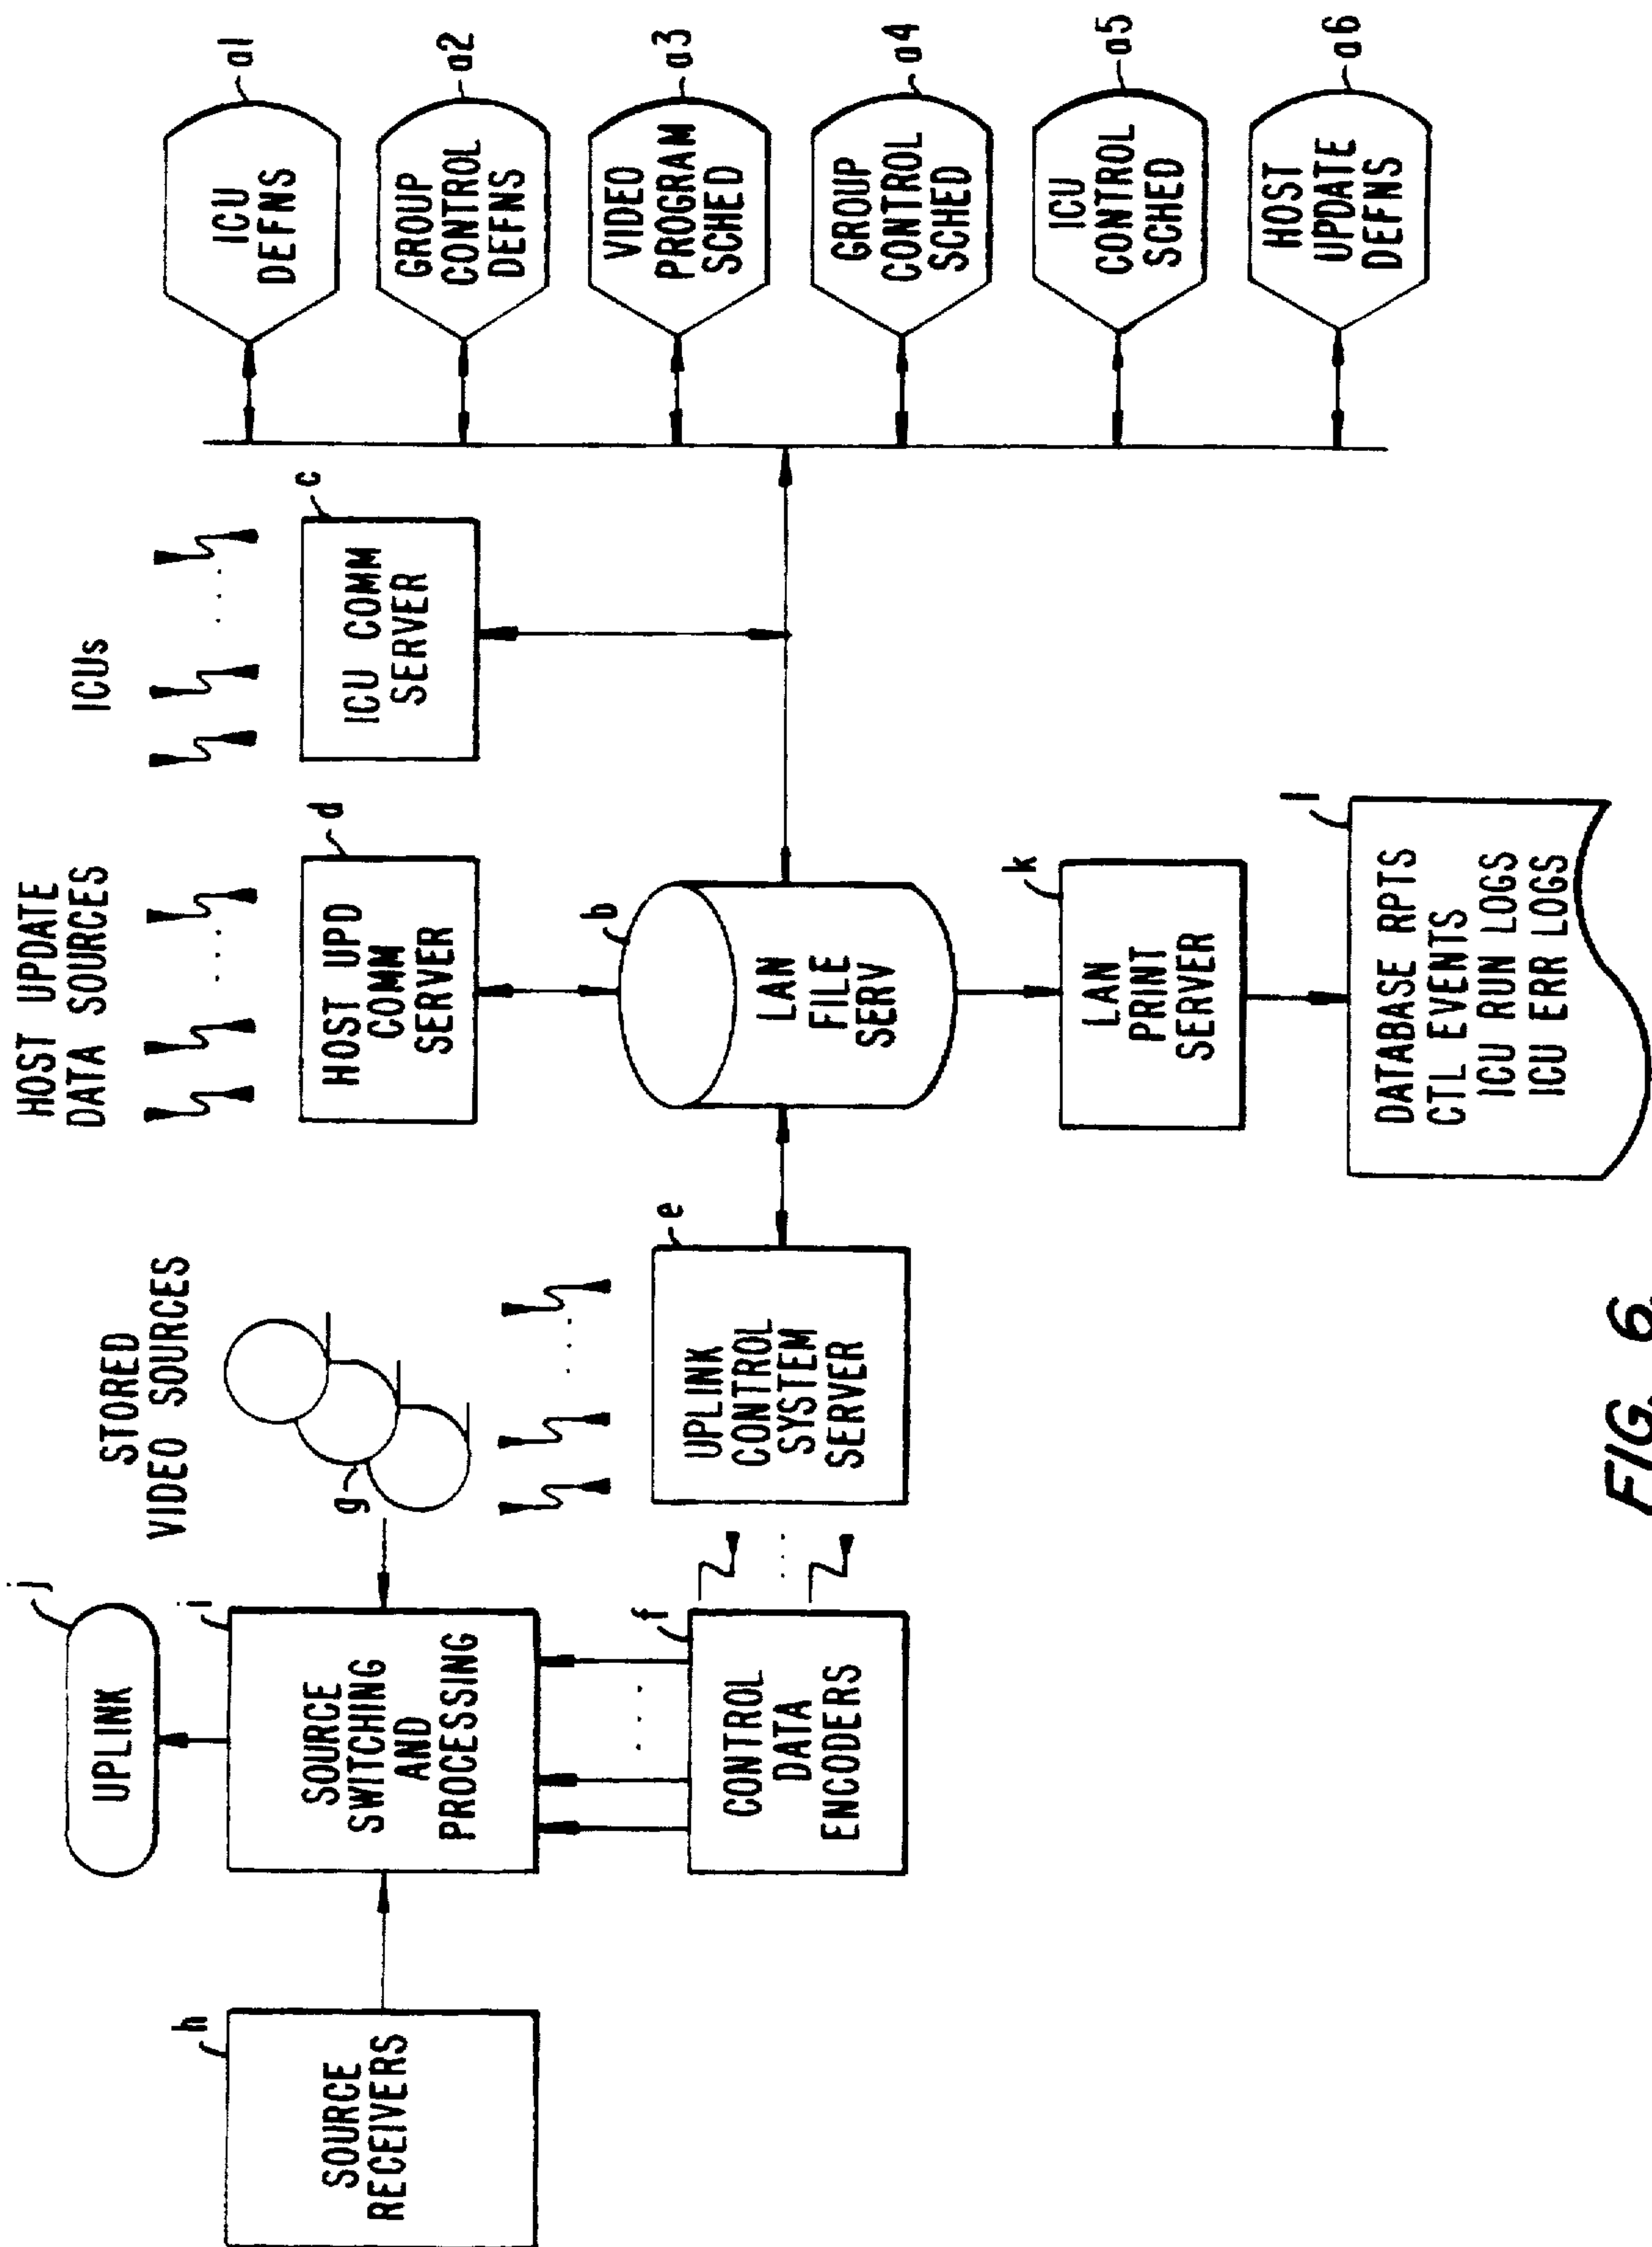 HOST UPDATE
DATA SOURCES
ICUs
STORED
VIDEO SOURCES
j
UPLINK
h
SOURCE
RECEIVERS
i
SOURCE
SWITCHING
AND
PROCESSING
g
f
CONTROL
DATA
ENCODERS
e
UPLINK
CONTROL
SYSTEM
SERVER
d
HOST UPD
COMM
SERVER
c
ICU COMM
SERVER
b
LAN
FILE
SERV
k
LAN
PRINT
SERVER
l
DATABASE RPTS
CTL EVENTS
ICU RUN LOGS
ICU ERR LOGS
a1
ICU
DEFNS
a2
GROUP
CONTROL
DEFNS
a3
VIDEO
PROGRAM
SCHED
a4
GROUP
CONTROL
SCHED
a5
ICU
CONTROL
SCHED
a6
HOST
UPDATE
DEFNS
FIG. 6